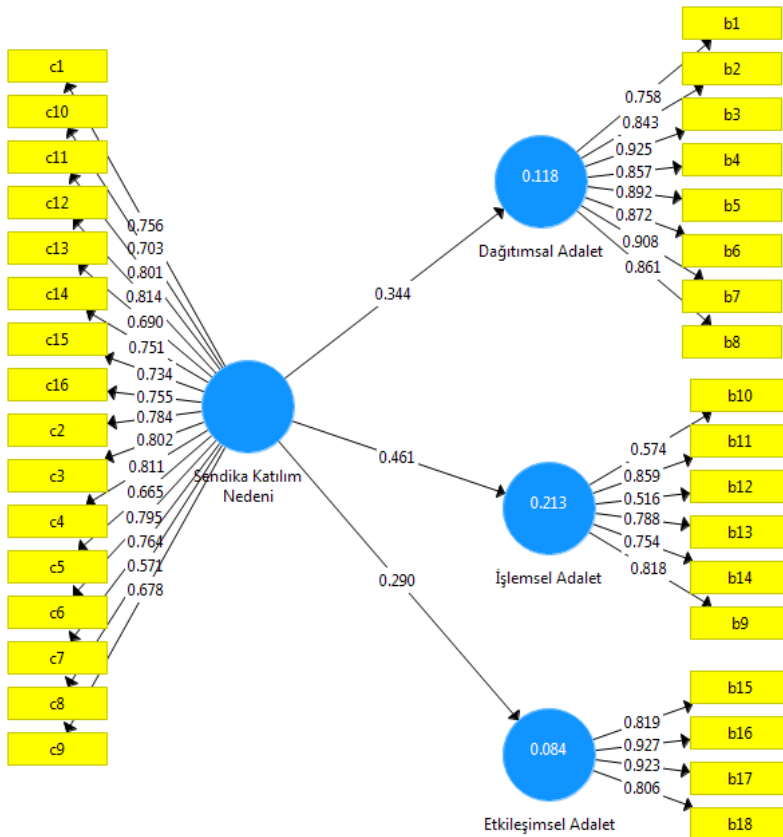 c1
c10
c11
c12
c13
c14
c15
c16
c2
c3
c4
c5
c6
c7
c8
c9
0.756
0.703
0.801
0.814
0.690
0.751
0.734
0.755
0.784
0.802
0.811
0.665
0.795
0.764
0.571
0.678
Sendika Katılım
Nedeni
0.344
0.461
0.290
0.118
Dağıtımsal Adalet
0.758
0.843
0.925
0.857
0.892
0.872
0.908
0.861
b1
b2
b3
b4
b5
b6
b7
b8
0.213
İşlemsel Adalet
0.574
0.859
0.516
0.788
0.754
0.818
b10
b11
b12
b13
b14
b9
0.084
Etkileşimsel Adalet
0.819
0.927
0.923
0.806
b15
b16
b17
b18